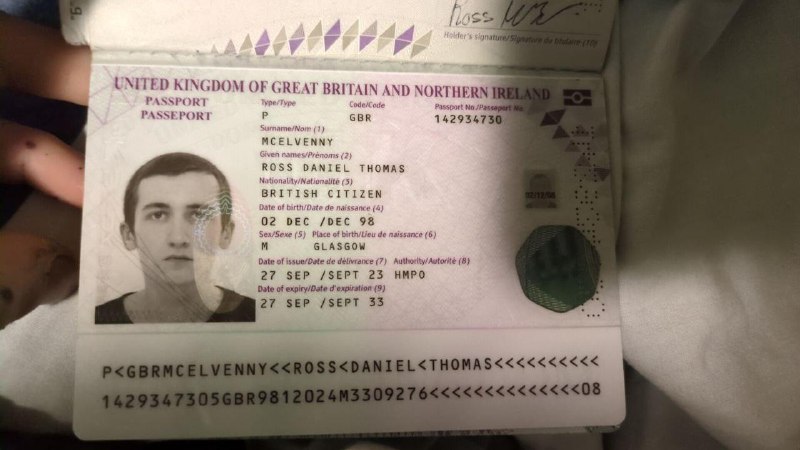 Ross
Holder's signature/Signature du titulaire (10)
UNITED KINGDOM OF GREAT BRITAIN AND NORTHERN IRELAND
PASSPORT
PASSEPORT
Type/Type Code/Code Passport No./Passeport No.
P GBR 142934730
Surname/Nom (1)
MCELVENNY
Given names/Prénoms (2)
ROSS DANIEL THOMAS
Nationality/Nationalité (3)
BRITISH CITIZEN
Date of birth/Date de naissance (4)
02 DEC /DEC 98
Sex/Sexe (5) Place of birth/Lieu de naissance (6)
M GLASGOW
Date of issue/Date de délivrance (7) Authority/Autorité (8)
27 SEP /SEPT 23 HMPO
Date of expiry/Date d'expiration (9)
27 SEP /SEPT 33
P<GBRMCELVENNY<<ROSS<DANIEL<THOMAS<<<<<<<<<<
1429347305GBR9812024M3309276<<<<<<<<<<<<<<08